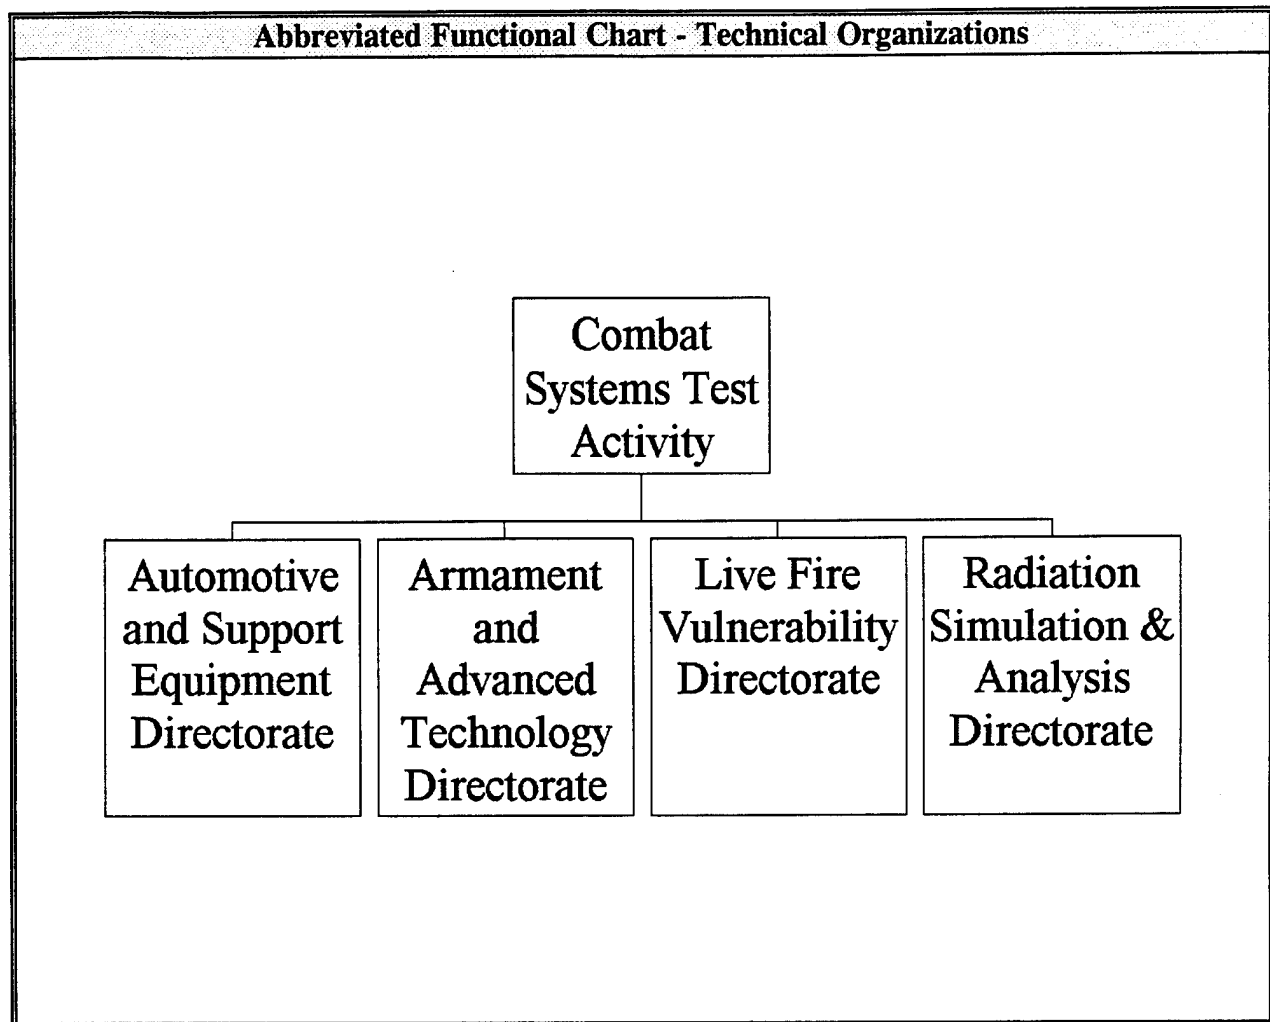 Abbreviated Functional Chart - Technical Organizations
Combat
Systems Test
Activity
Automotive
and Support
Equipment
Directorate
Armament
and
Advanced
Technology
Directorate
Live Fire
Vulnerability
Directorate
Radiation
Simulation &
Analysis
Directorate